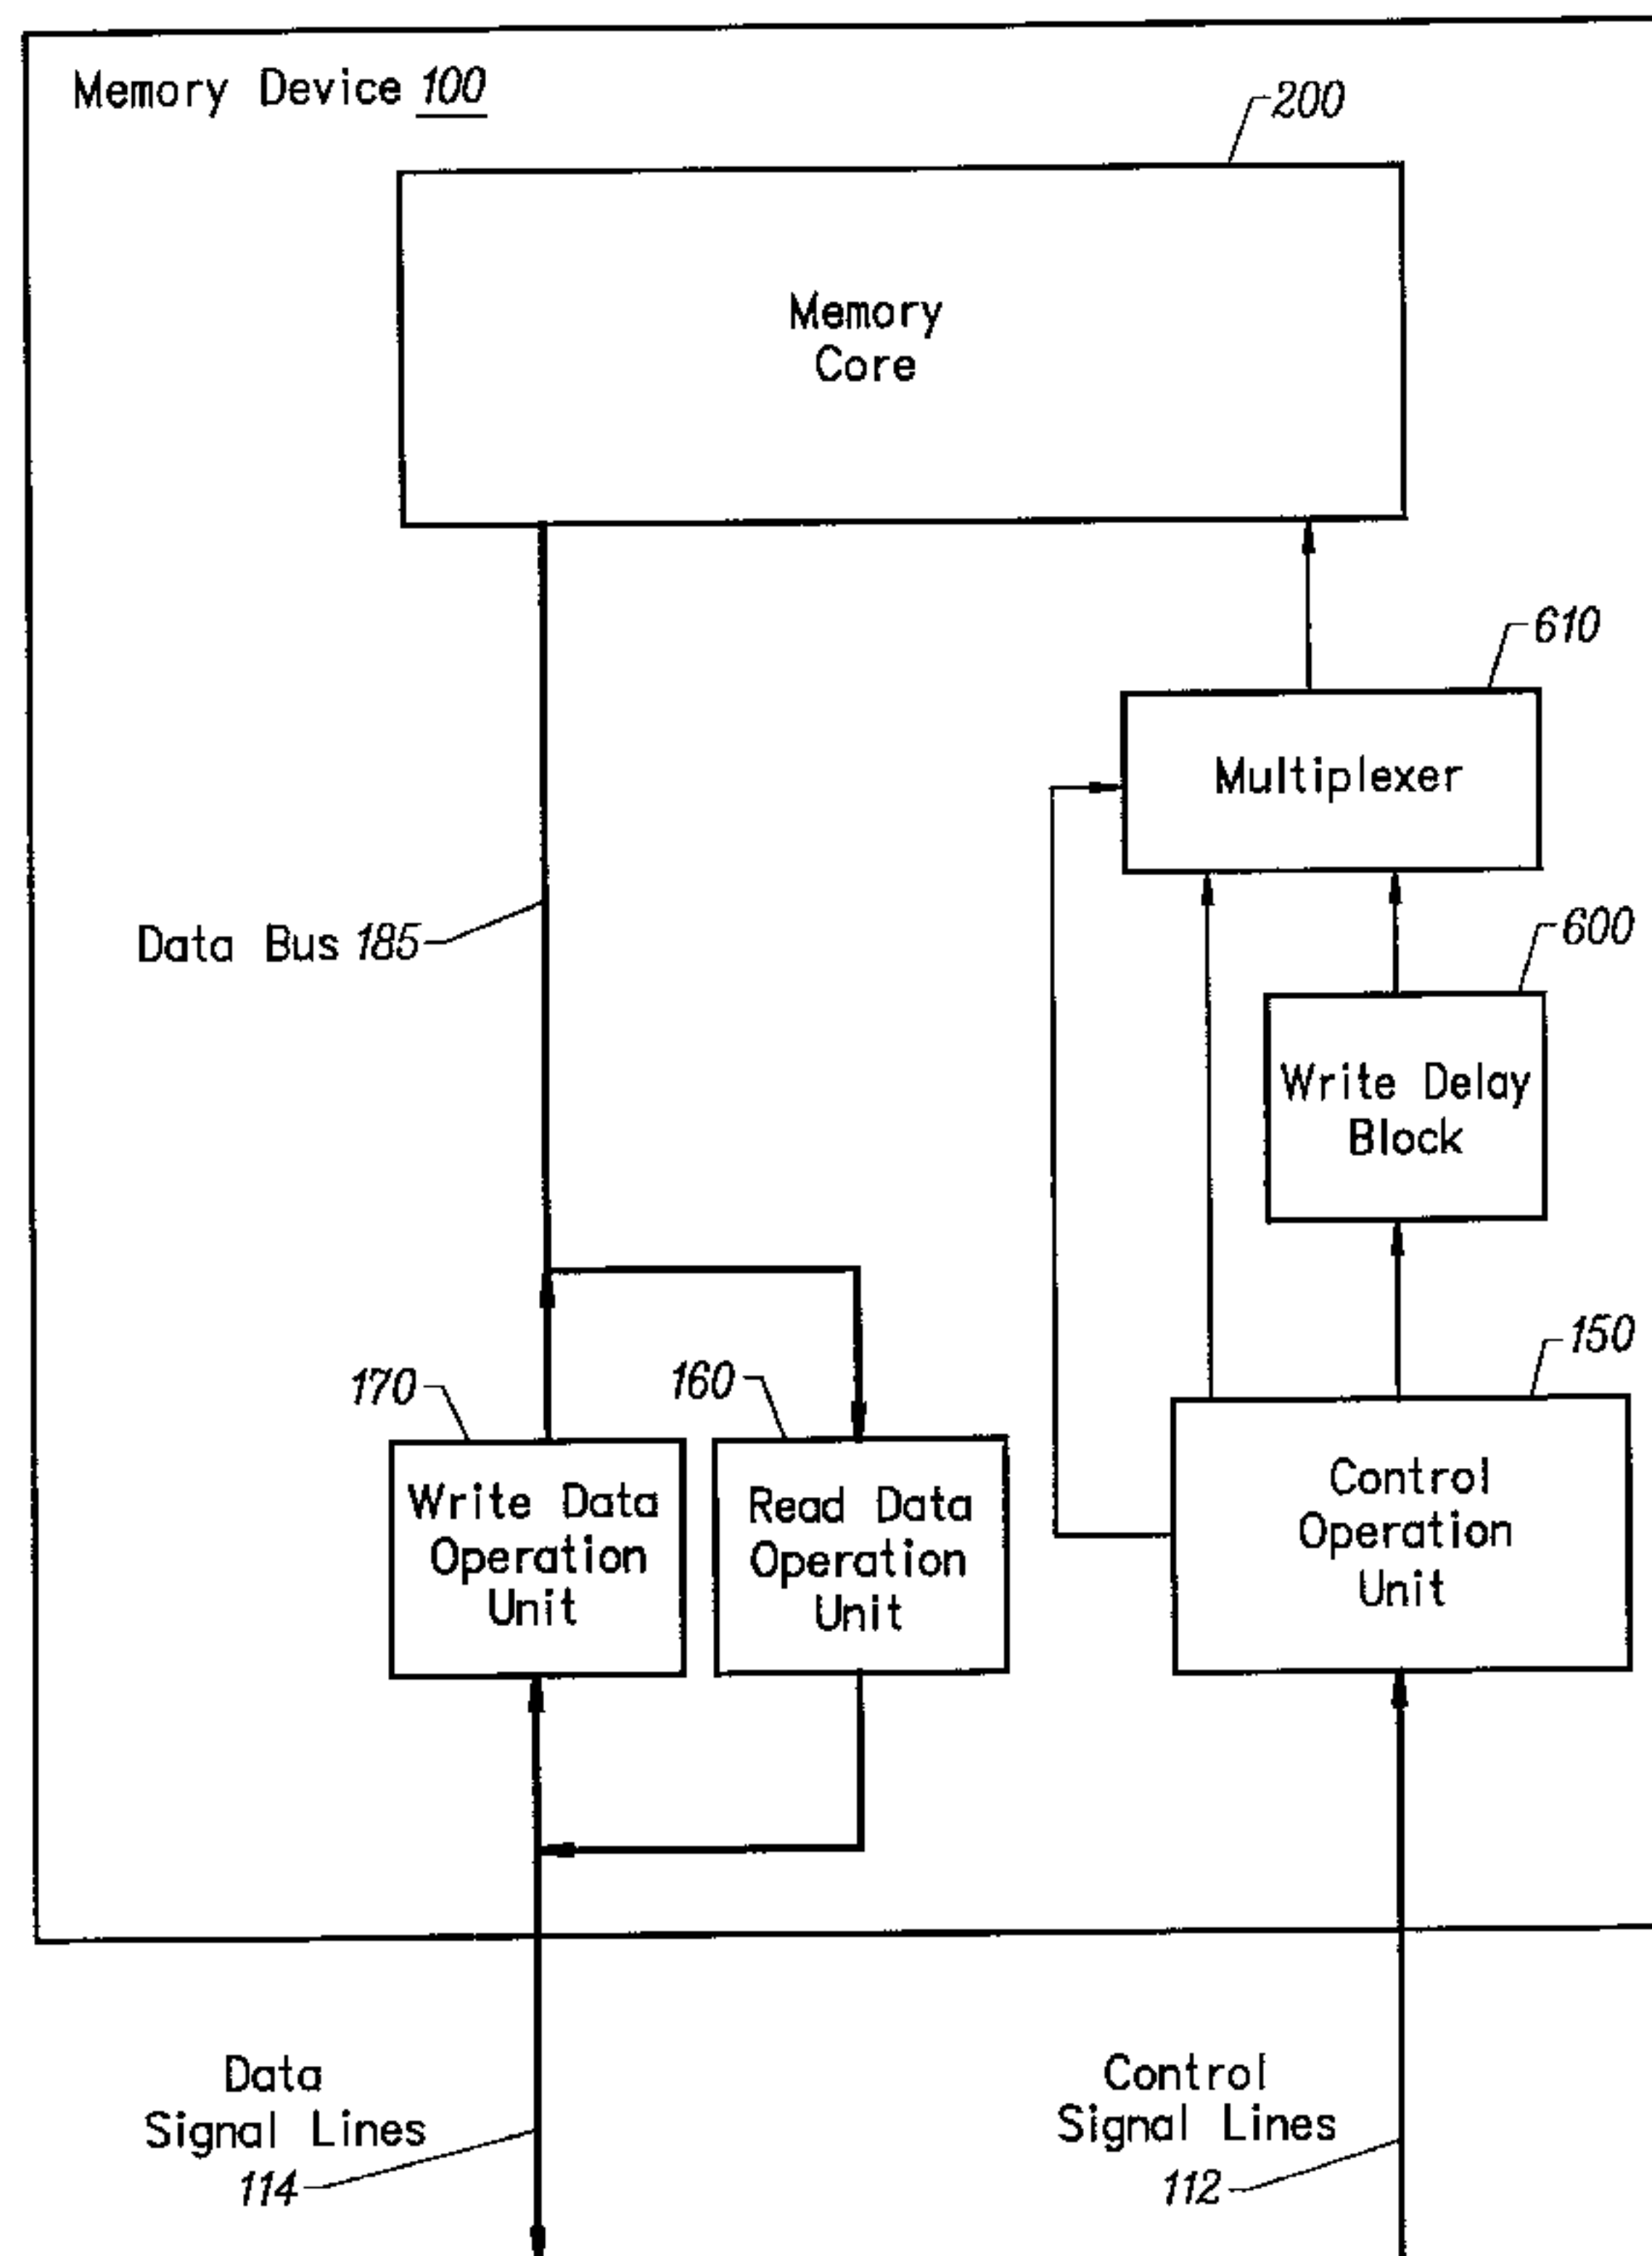 Memory Device 100
200
Memory
Core
610
Multiplexer
Data Bus 185
600
Write Delay
Block
150
170
160
Write Data
Operation
Unit
Read Data
Operation
Unit
Control
Operation
Unit
Data
Signal Lines
114
Control
Signal Lines
112